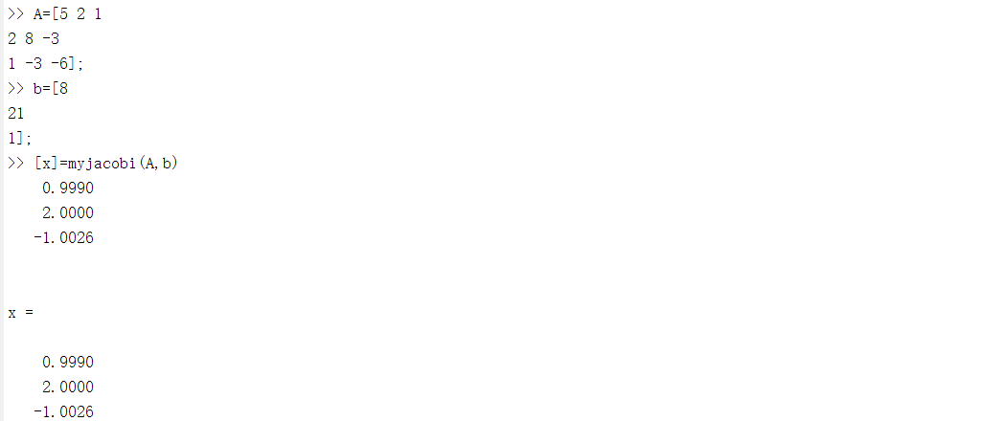 >> A=[5 2 1
2 8 -3
1 -3 -6];
>> b=[8
21
1];
>> [x]=myjacobi(A,b)
0.9990
2.0000
-1.0026
x =
0.9990
2.0000
-1.0026